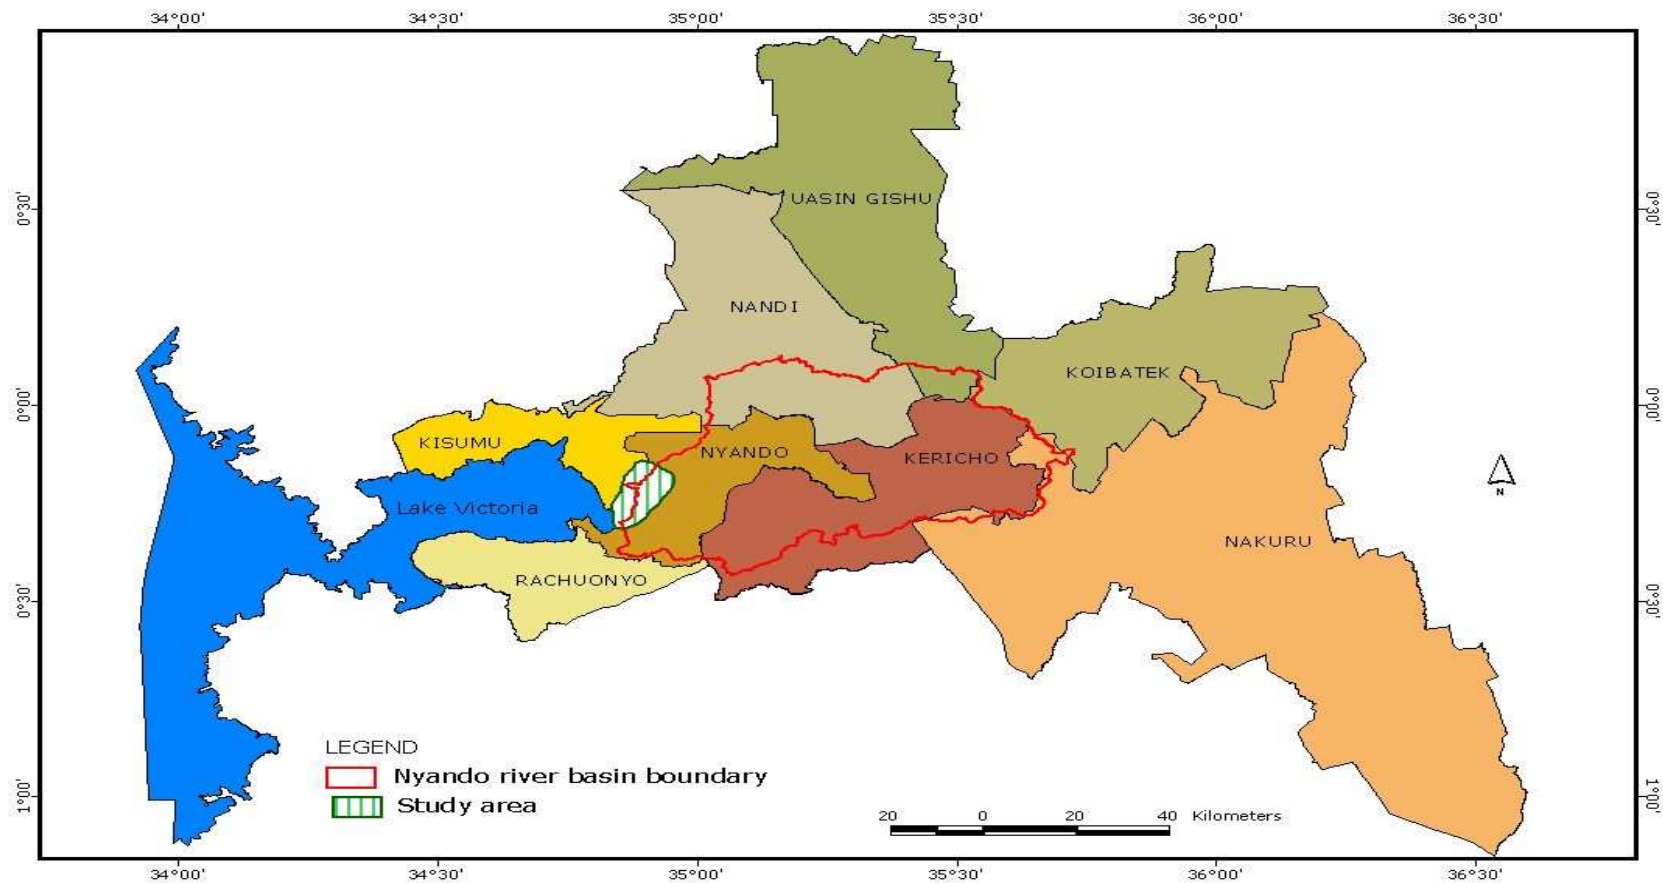 34°00' 34°30' 35°00' 35°30' 36°00' 36°30'
0°30' 0°30'
UASIN GISHU
NANDI
KOIBATEK
0°00' 0°00'
KISUMU
NYANDO
KERICHO
Lake Victoria
N
NAKURU
RACHUONYO
0°30' 0°30'
LEGEND
Nyando river basin boundary
Study area
1°00' 1°00'
20 0 20 40 Kilometers
34°00' 34°30' 35°00' 35°30' 36°00' 36°30'